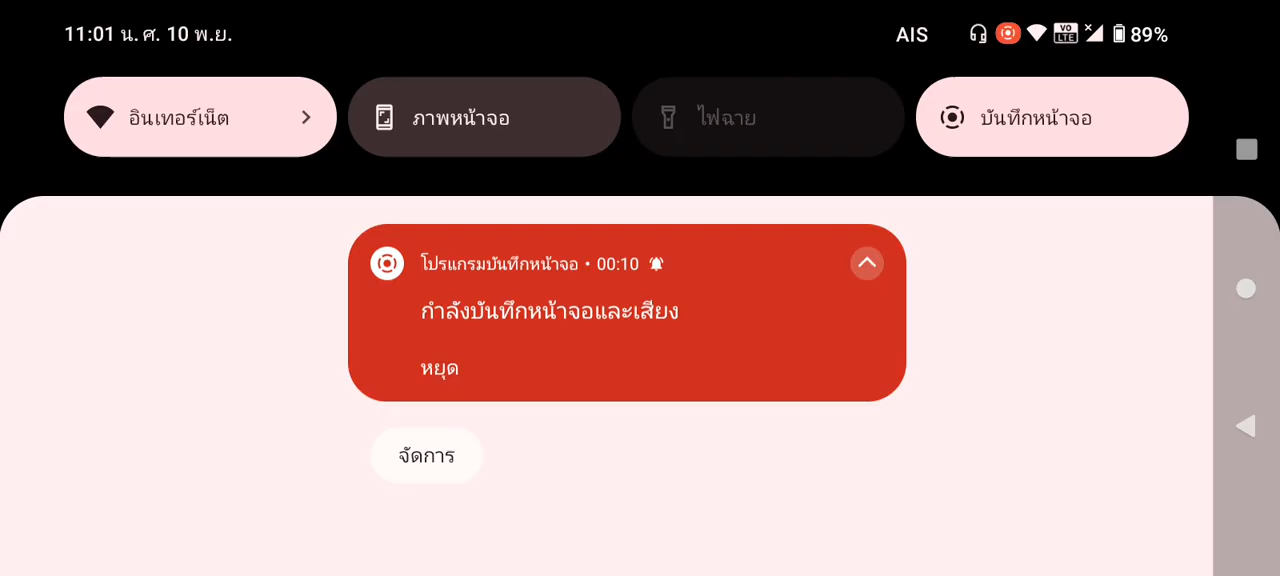 11:01 น. ศ. 10 พ.ย.
AIS VO LTE 89%
อินเทอร์เน็ต
ภาพหน้าจอ
ไฟฉาย
บันทึกหน้าจอ
โปรแกรมบันทึกหน้าจอ • 00:10
กำลังบันทึกหน้าจอและเสียง
หยุด
จัดการ